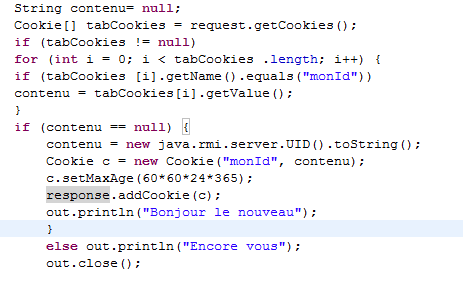 String contenu= null;
Cookie[] tabCookies = request.getCookies();
if (tabCookies != null)
for (int i = 0; i < tabCookies .length; i++) {
if (tabCookies [i].getName().equals("monId"))
contenu = tabCookies[i].getValue();
}
if (contenu == null) {
contenu = new java.rmi.server.UID().toString();
Cookie c = new Cookie("monId", contenu);
c.setMaxAge(60*60*24*365);
response.addCookie(c);
out.println("Bonjour le nouveau");
}
else out.println("Encore vous");
out.close();